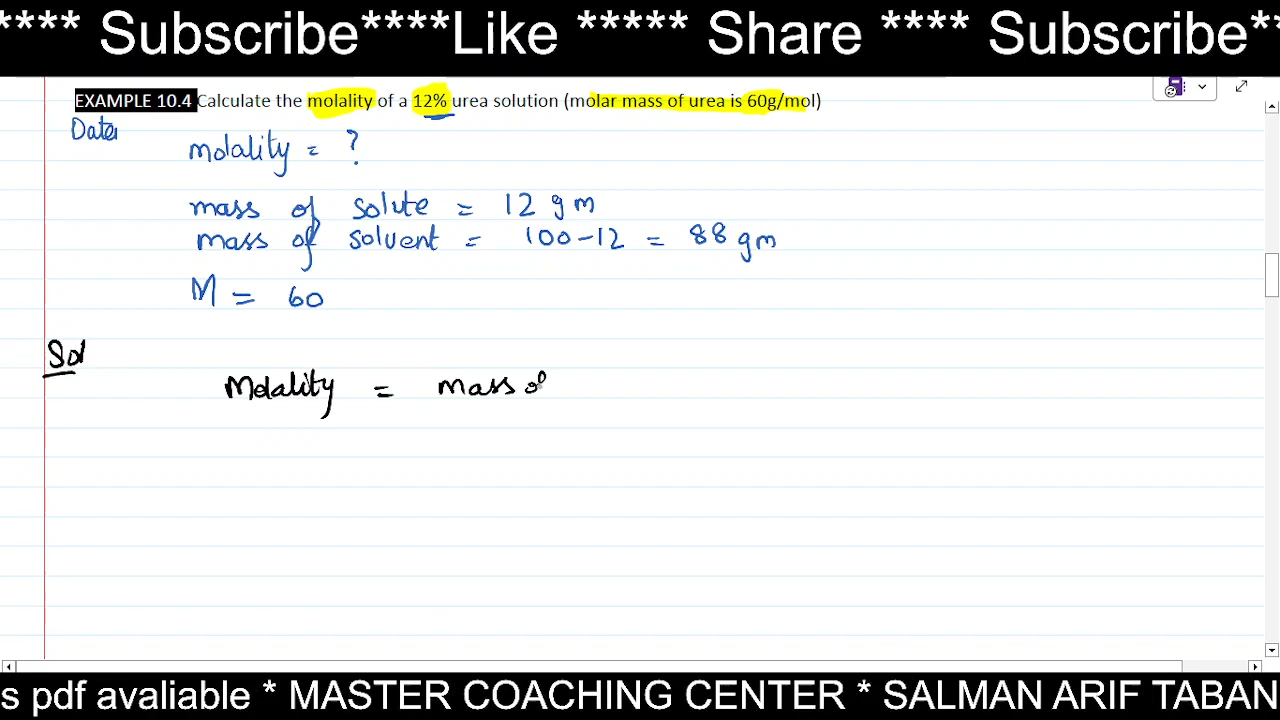 **** Subscribe****Like ***** Share **** Subscribe**
EXAMPLE 10.4 Calculate the molality of a 12% urea solution (molar mass of urea is 60g/mol)
Data
molality = ?
mass of solute = 12 gm
mass of solvent = 100-12 = 88 gm
M = 60
Sol
Molality = mass of
s pdf avaliable * MASTER COACHING CENTER * SALMAN ARIF TABAN